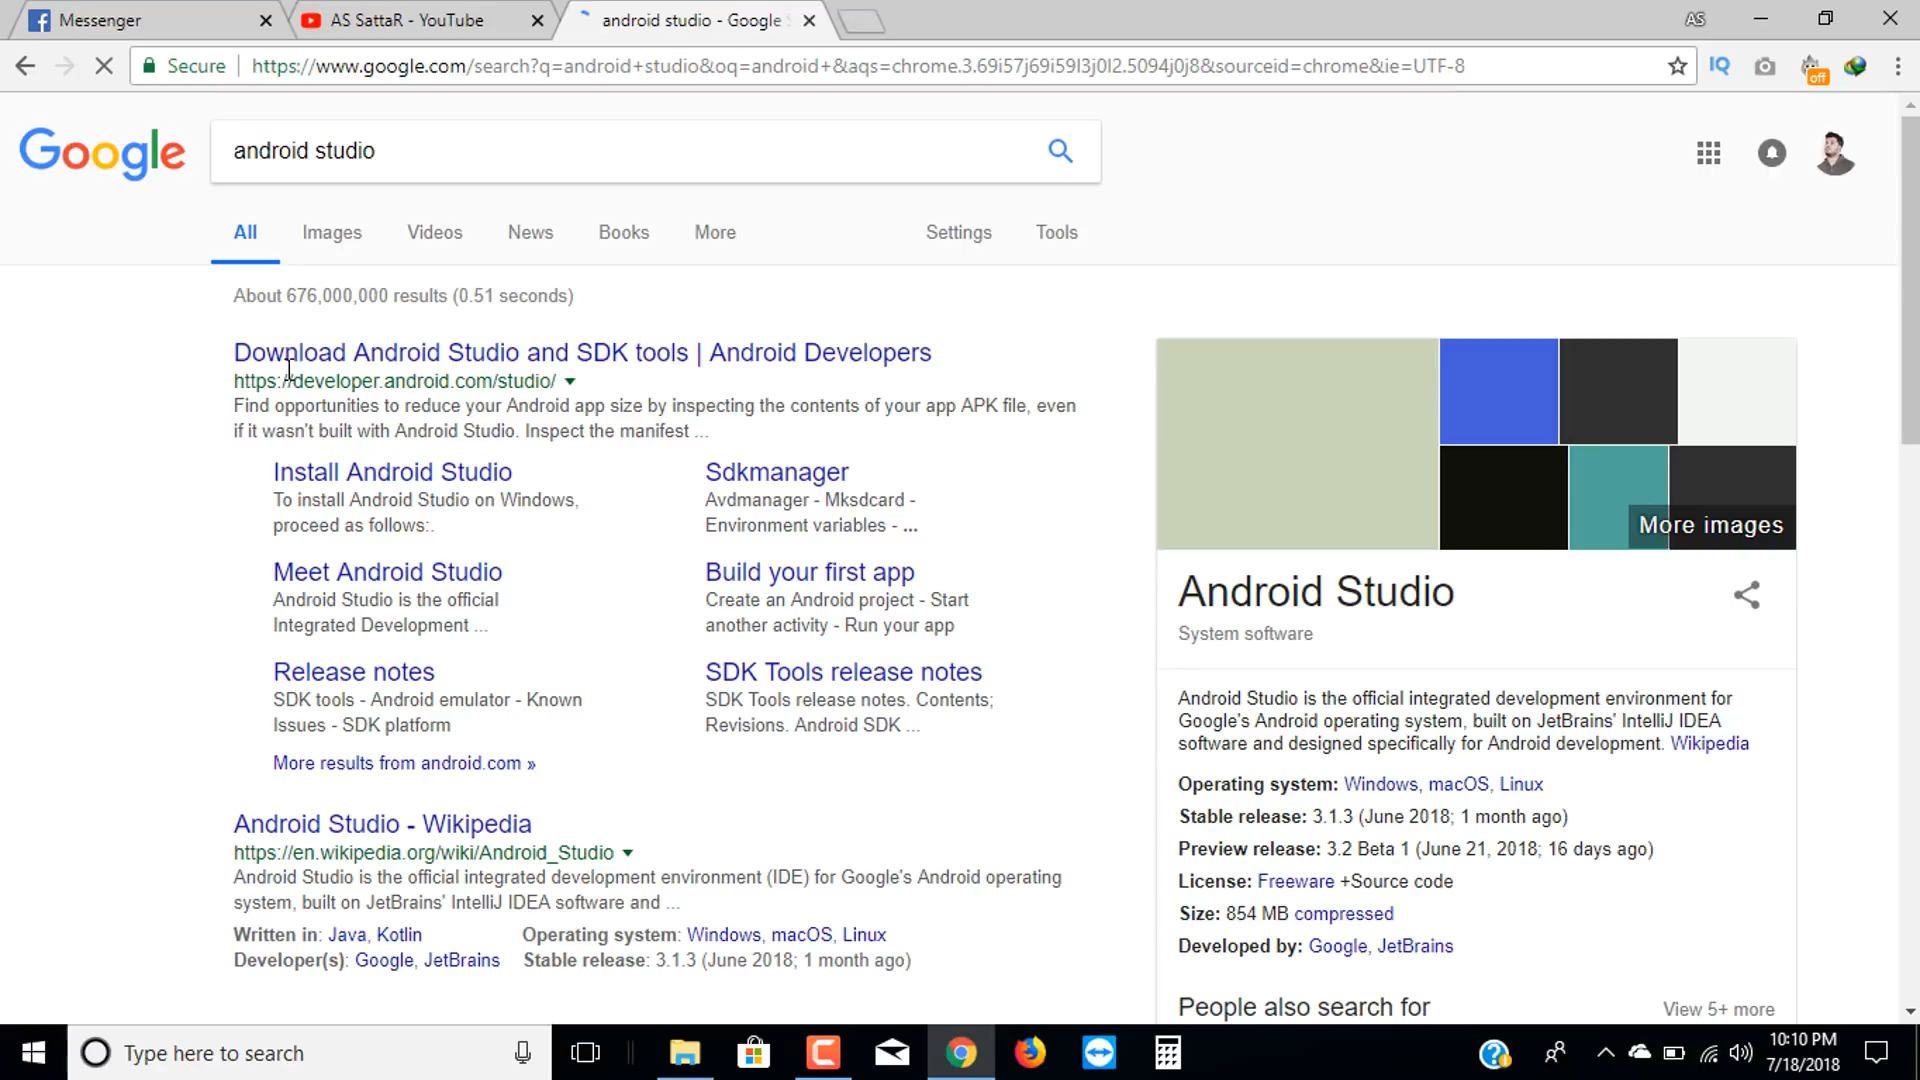 Messenger
AS SattaR - YouTube
android studio - Google S
AS
Secure
https://www.google.com/search?q=android+studio&oq=android+&aqs=chrome.3.69i57j69i59l3j0l2.5094j0j8&sourceid=chrome&ie=UTF-8
IQ
off
Google
android studio
All
Images
Videos
News
Books
More
Settings
Tools
About 676,000,000 results (0.51 seconds)
Download Android Studio and SDK tools | Android Developers
https://developer.android.com/studio/
Find opportunities to reduce your Android app size by inspecting the contents of your app APK file, even
if it wasn't built with Android Studio. Inspect the manifest ...
Install Android Studio
To install Android Studio on Windows,
proceed as follows:.
Sdkmanager
Avdmanager - Mksdcard -
Environment variables - ...
Meet Android Studio
Android Studio is the official
Integrated Development ...
Build your first app
Create an Android project - Start
another activity - Run your app
Release notes
SDK tools - Android emulator - Known
Issues - SDK platform
SDK Tools release notes
SDK Tools release notes. Contents;
Revisions. Android SDK ...
More results from android.com »
Android Studio - Wikipedia
https://en.wikipedia.org/wiki/Android_Studio
Android Studio is the official integrated development environment (IDE) for Google's Android operating
system, built on JetBrains' IntelliJ IDEA software and ...
Written in: Java, Kotlin
Operating system: Windows, macOS, Linux
Developer(s): Google, JetBrains
Stable release: 3.1.3 (June 2018; 1 month ago)
More images
Android Studio
System software
Android Studio is the official integrated development environment for
Google's Android operating system, built on JetBrains' IntelliJ IDEA
software and designed specifically for Android development. Wikipedia
Operating system: Windows, macOS, Linux
Stable release: 3.1.3 (June 2018; 1 month ago)
Preview release: 3.2 Beta 1 (June 21, 2018; 16 days ago)
License: Freeware +Source code
Size: 854 MB compressed
Developed by: Google, JetBrains
People also search for
View 5+ more
Type here to search
10:10 PM
7/18/2018